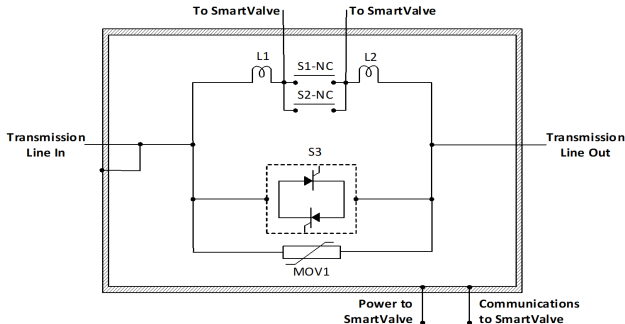 To SmartValve
To SmartValve
L1
S1-NC
L2
S2-NC
Transmission
Line In
S3
Transmission
Line Out
MOV1
Power to
SmartValve
Communications
to SmartValve